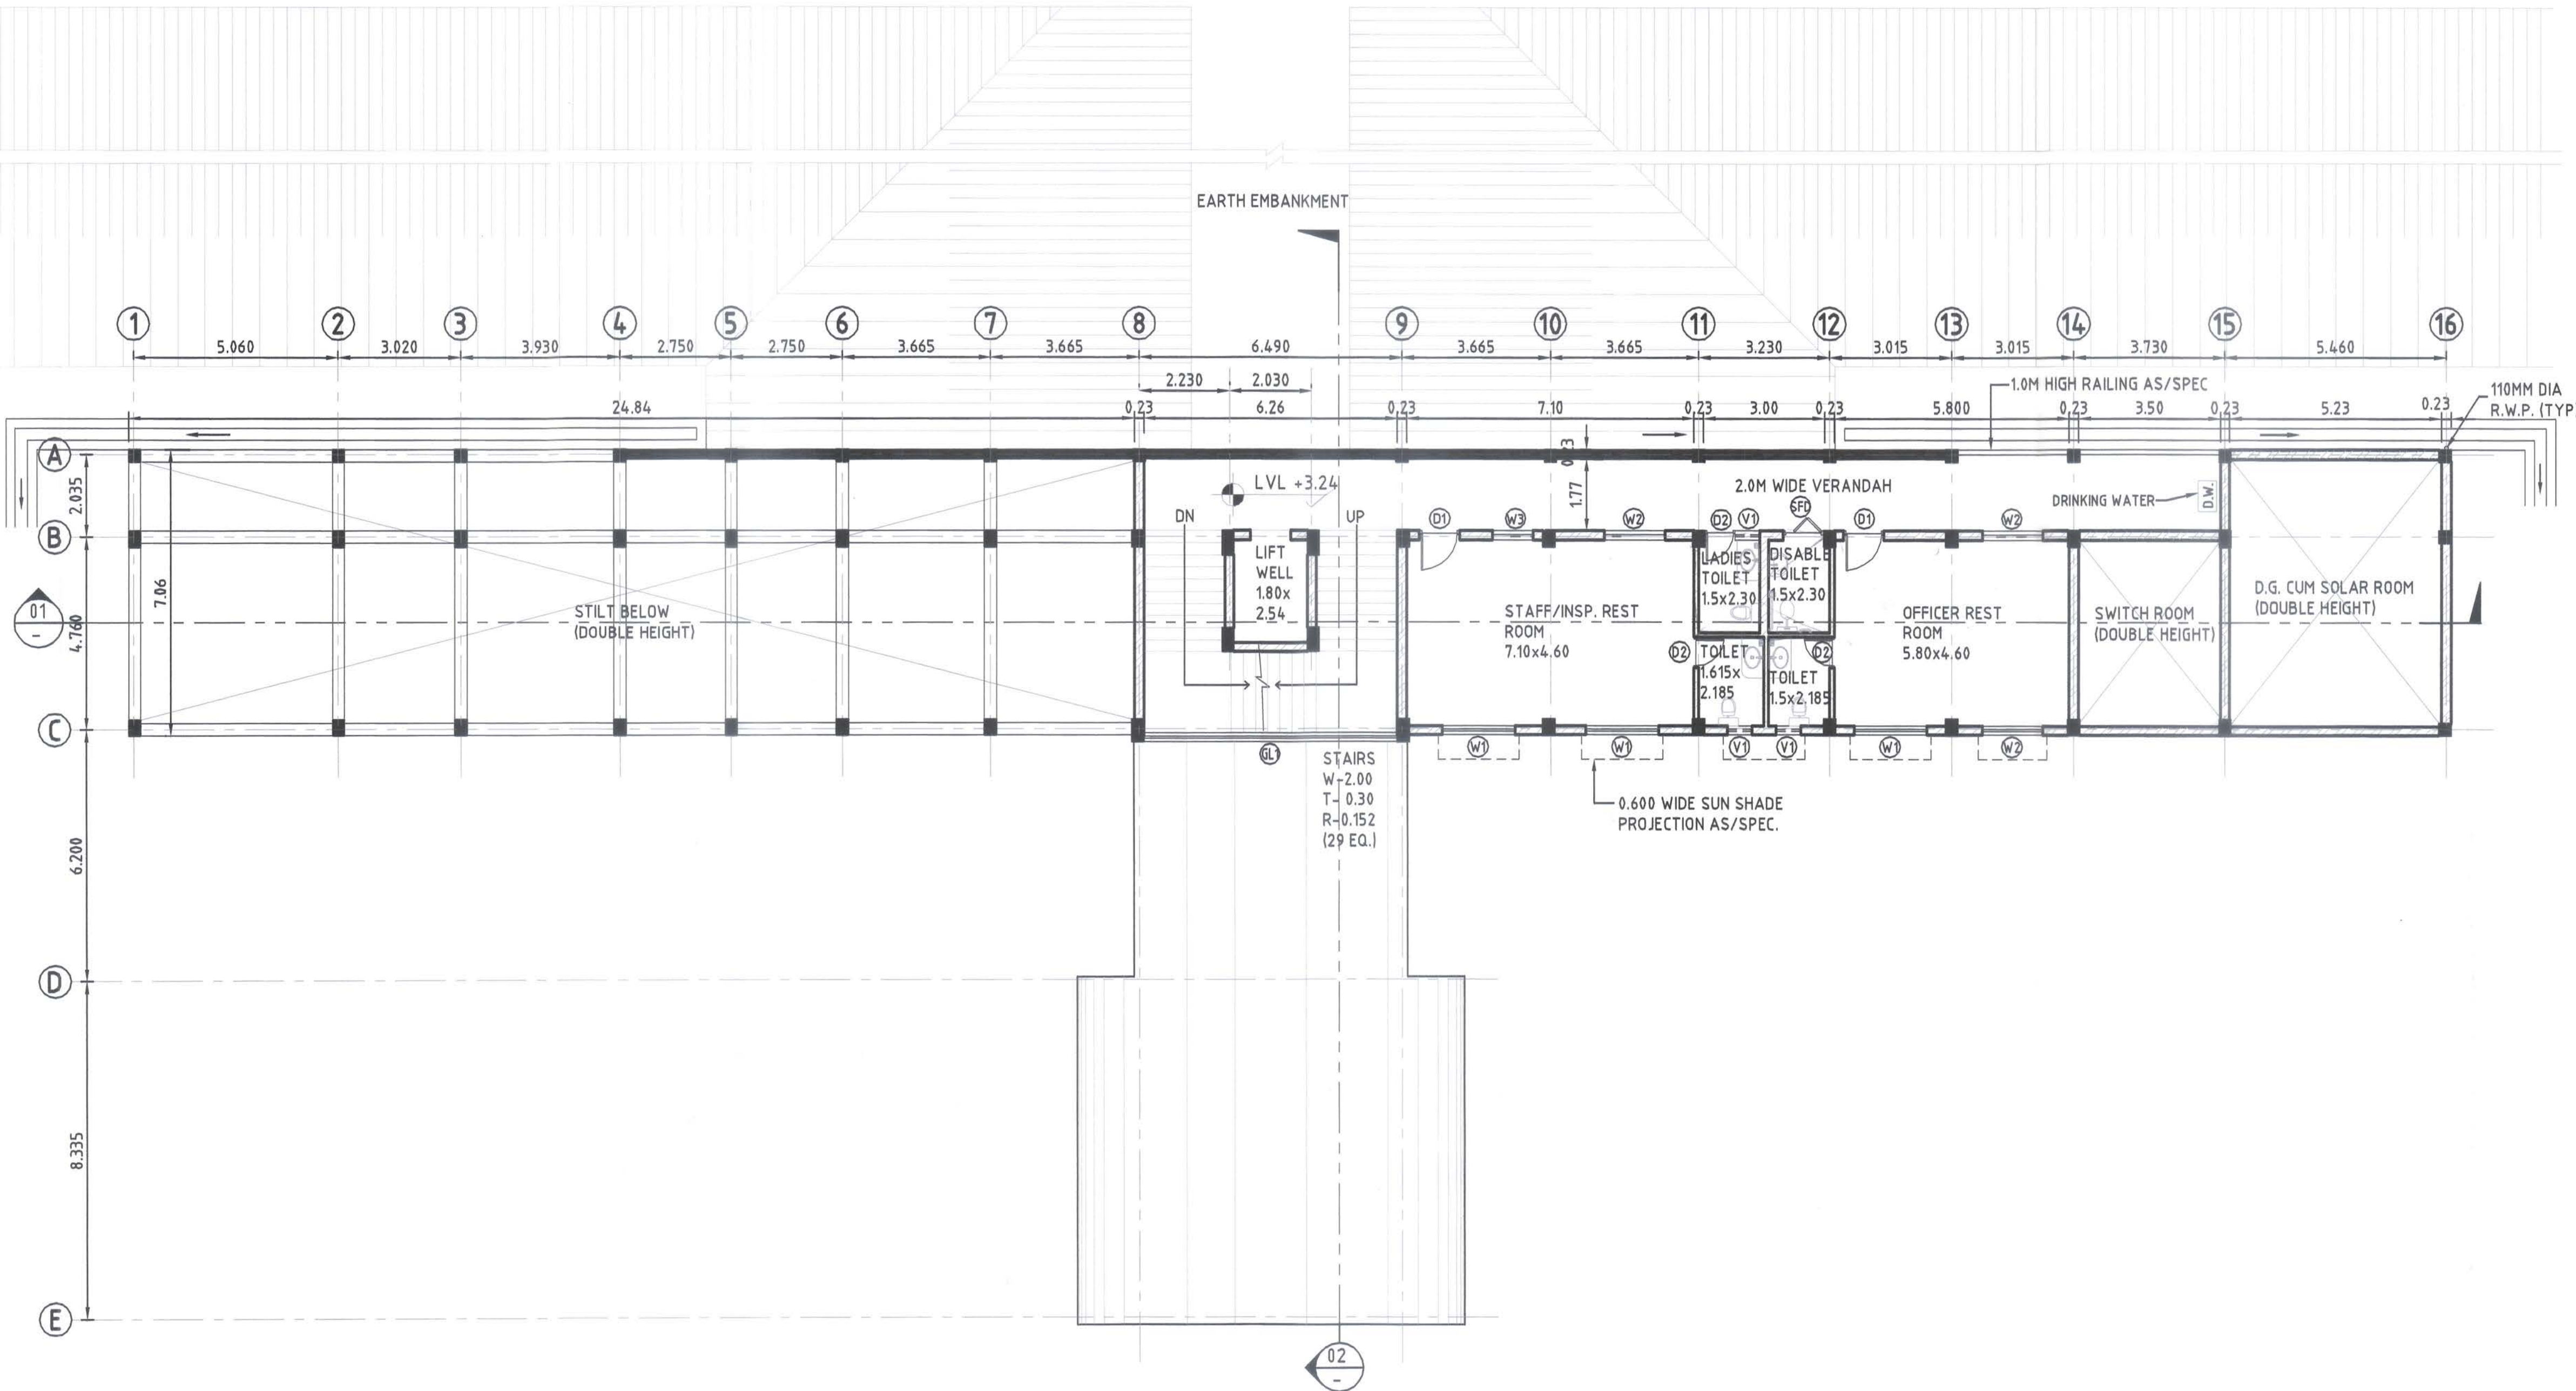 EARTH EMBANKMENT
1 2 3 4 5 6 7 8 9 10 11 12 13 14 15 16
5.060 3.020 3.930 2.750 2.750 3.665 3.665 6.490 3.665 3.665 3.230 3.015 3.015 3.730 5.460
2.230 2.030
1.0M HIGH RAILING AS/SPEC
110MM DIA
R.W.P. (TYP
24.84 0.23 6.26 0.23 7.10 0.23 3.00 0.23 5.800 0.23 3.50 0.23 5.23 0.23
A
2.035
0.23
1.77
LVL +3.24
2.0M WIDE VERANDAH
DRINKING WATER
D.W.
DN
UP
B
D1
W3
W2
D2
V1
SFD
D1
W2
LIFT
WELL
1.80x
2.54
LADIES
TOILET
1.5x2.30
DISABLE
TOILET
1.5x2.30
7.06
4.760
01
-
STILT BELOW
(DOUBLE HEIGHT)
STAFF/INSP. REST
ROOM
7.10x4.60
OFFICER REST
ROOM
5.80x4.60
SWITCH ROOM
(DOUBLE HEIGHT)
D.G. CUM SOLAR ROOM
(DOUBLE HEIGHT)
D2
TOILET
1.615x
2.185
D2
TOILET
1.5x2.185
C
GL1
W1
W1
V1
V1
W1
W2
STAIRS
W-2.00
T- 0.30
R-0.152
(29 EQ.)
0.600 WIDE SUN SHADE
PROJECTION AS/SPEC.
6.200
D
8.335
E
02
-